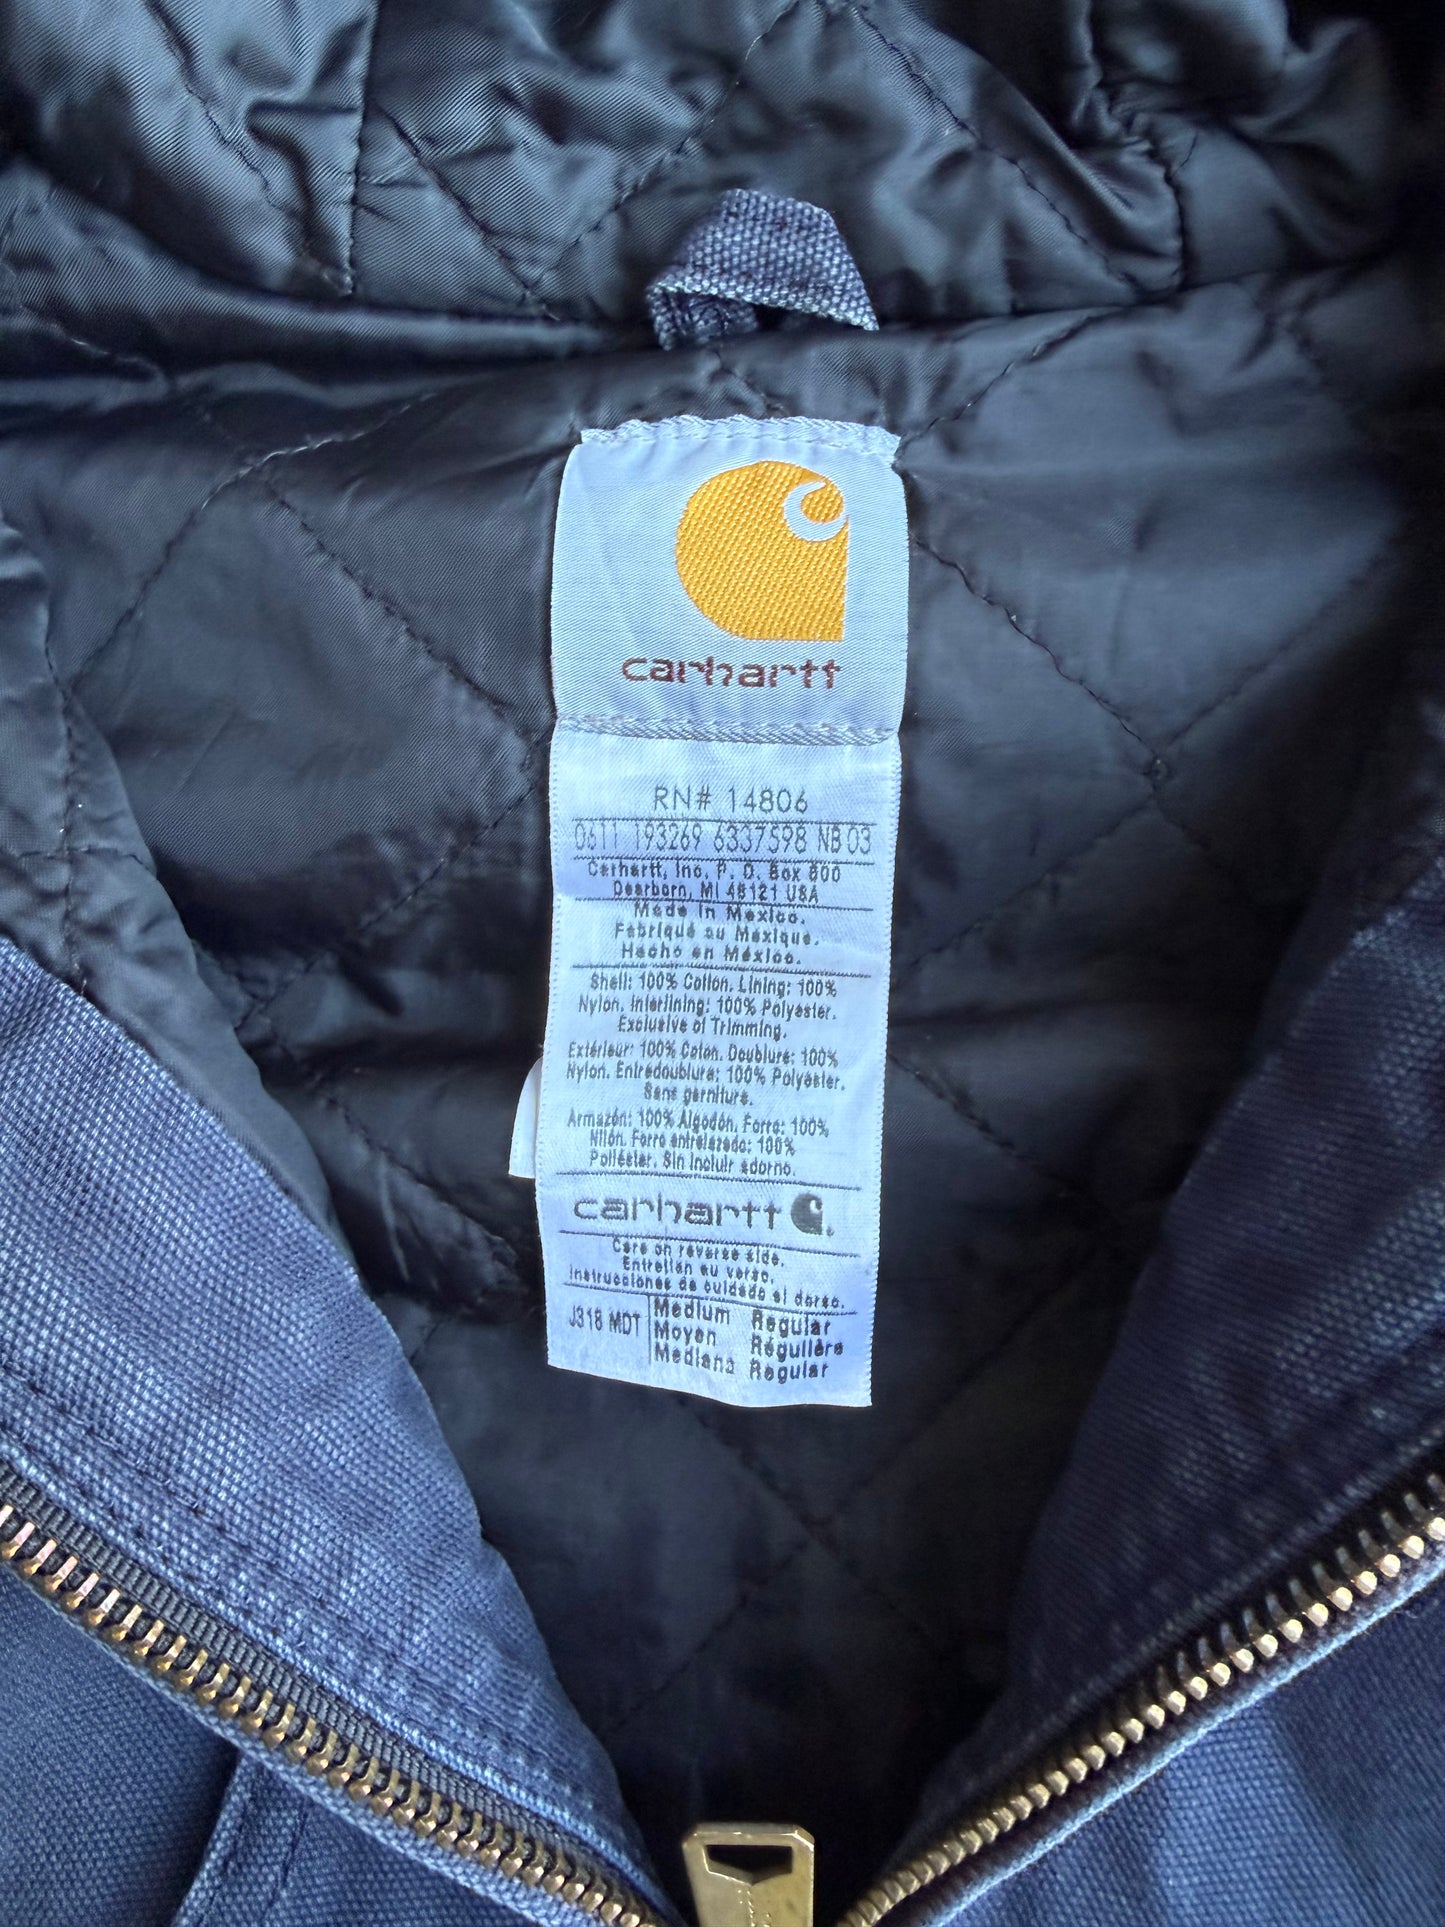 carhartt
RN# 14806
0611 193269 6337598 NB 03
Carhartt, Inc. P. O. Box 600
Dearborn, MI 48121 USA
Made in Mexico.
Fabriqué au Mexique.
Hecho en México.
Shell: 100% Cotton. Lining: 100%
Nylon. Interlining: 100% Polyester.
Exclusive of Trimming.
Extérieur: 100% Coton. Doublure: 100%
Nylon. Entredoublure: 100% Polyester.
Sans garniture.
Armazón: 100% Algodón. Forro: 100%
Nilón. Forro entrelazado: 100%
Poliéster. Sin incluir adorno.
carhartt
Care on reverse side.
Entretien au verso.
Instrucciones de cuidado al dorso.
J318 MDT Medium Regular
Moyen Régulière
Mediana Regular